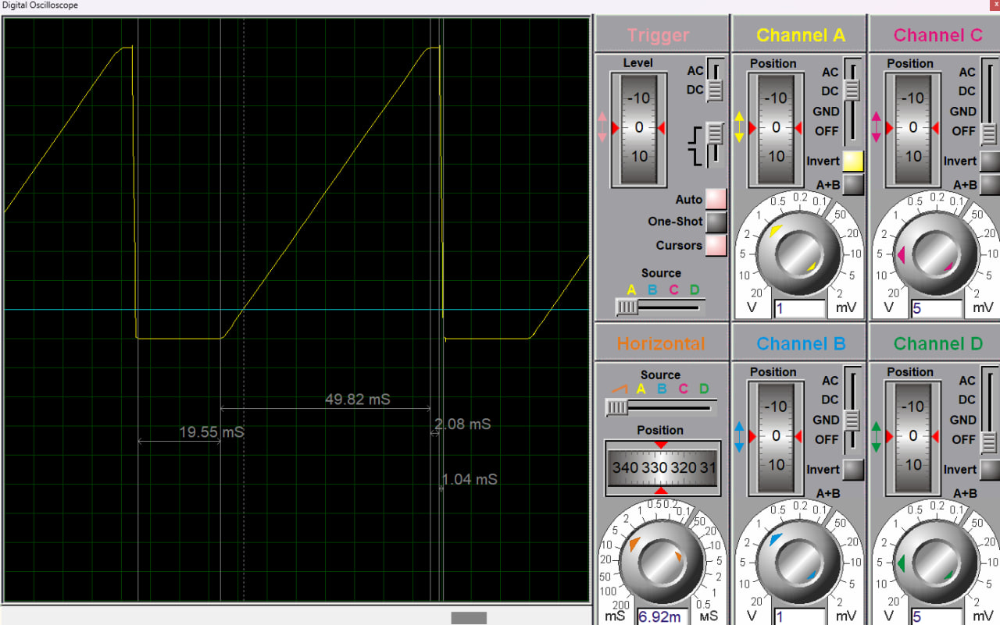 Digital Oscilloscope
x
49.82 mS
19.55 mS
2.08 mS
1.04 mS
Trigger
Level
-10
0
10
AC
DC
Auto
One-Shot
Cursors
Source
A B C D
Channel A
Position
-10
0
10
AC
DC
GND
OFF
Invert
A+B
20 10 5 2 1 0.5 0.2 0.1 50 20 10 5 2
V 1 mV
Channel C
Position
-10
0
10
AC
DC
GND
OFF
Invert
A+B
20 10 5 2 1 0.5 0.2 0.1 50 20 10 5 2
V 5 mV
Horizontal
Source
A B C D
Position
340 330 320 31
200 100 50 20 10 5 2 1 0.5 0.2 0.1 50 20 10 5 2 1 0.5
mS 6.92m мS
Channel B
Position
-10
0
10
AC
DC
GND
OFF
Invert
A+B
20 10 5 2 1 0.5 0.2 0.1 50 20 10 5 2
V 1 mV
Channel D
Position
-10
0
10
AC
DC
GND
OFF
Invert
A+B
20 10 5 2 1 0.5 0.2 0.1 50 20 10 5 2
V 5 mV